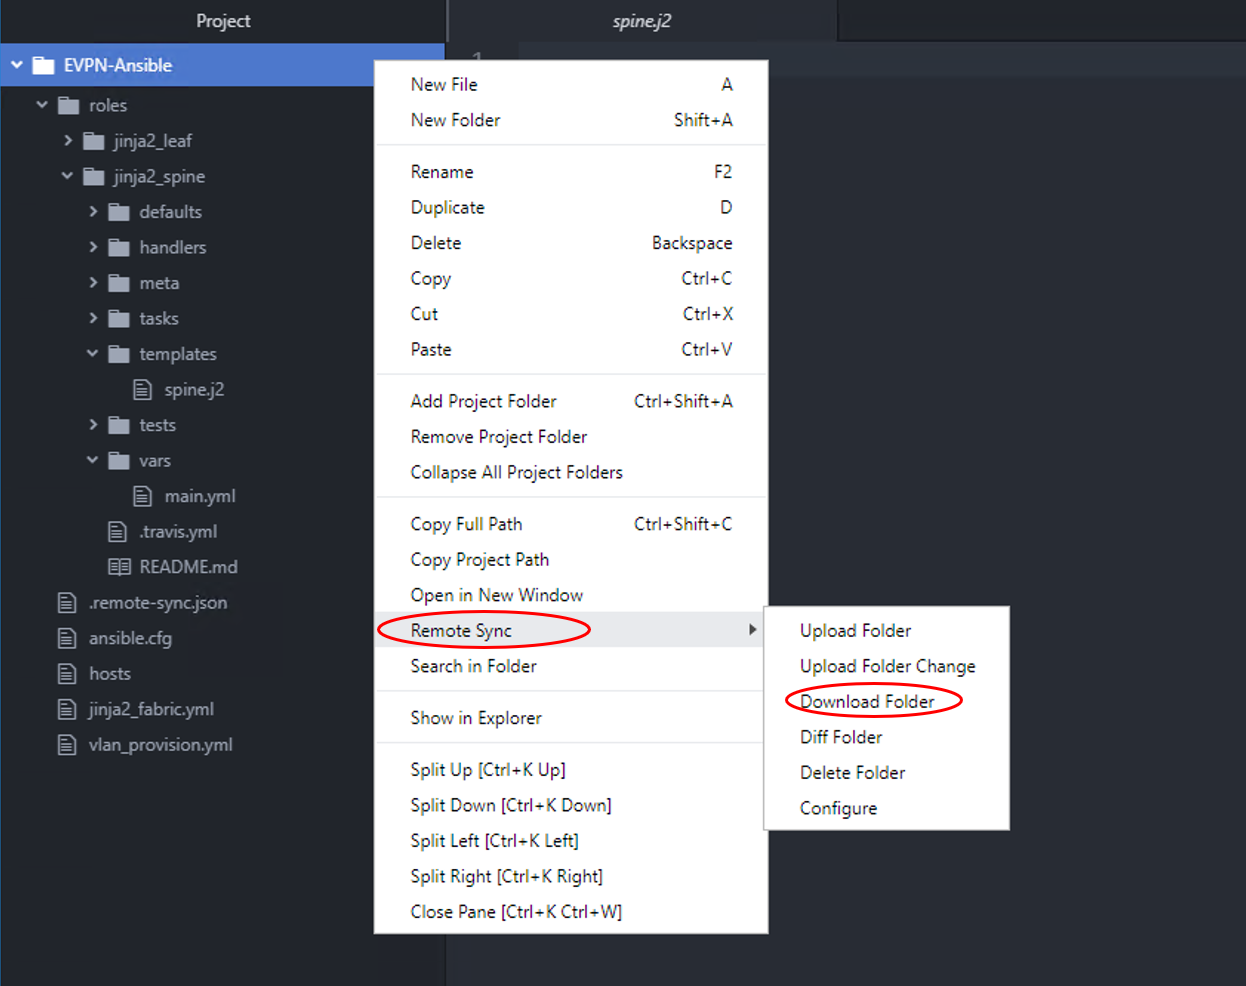 Project
spine.j2
EVPN-Ansible
roles
jinja2_leaf
jinja2_spine
defaults
handlers
meta
tasks
templates
spine.j2
tests
vars
main.yml
.travis.yml
README.md
.remote-sync.json
ansible.cfg
hosts
jinja2_fabric.yml
vlan_provision.yml
1
New File A
New Folder Shift+A
Rename F2
Duplicate D
Delete Backspace
Copy Ctrl+C
Cut Ctrl+X
Paste Ctrl+V
Add Project Folder Ctrl+Shift+A
Remove Project Folder
Collapse All Project Folders
Copy Full Path Ctrl+Shift+C
Copy Project Path
Open in New Window
Remote Sync
Search in Folder
Show in Explorer
Split Up [Ctrl+K Up]
Split Down [Ctrl+K Down]
Split Left [Ctrl+K Left]
Split Right [Ctrl+K Right]
Close Pane [Ctrl+K Ctrl+W]
Upload Folder
Upload Folder Change
Download Folder
Diff Folder
Delete Folder
Configure